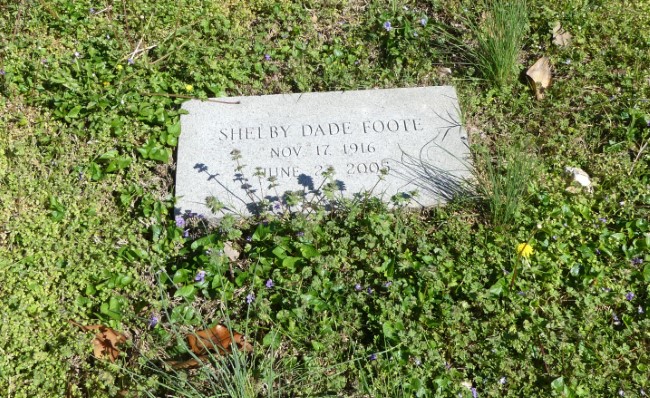 SHELBY DADE FOOTE
NOV 17 1916
JUNE 2005